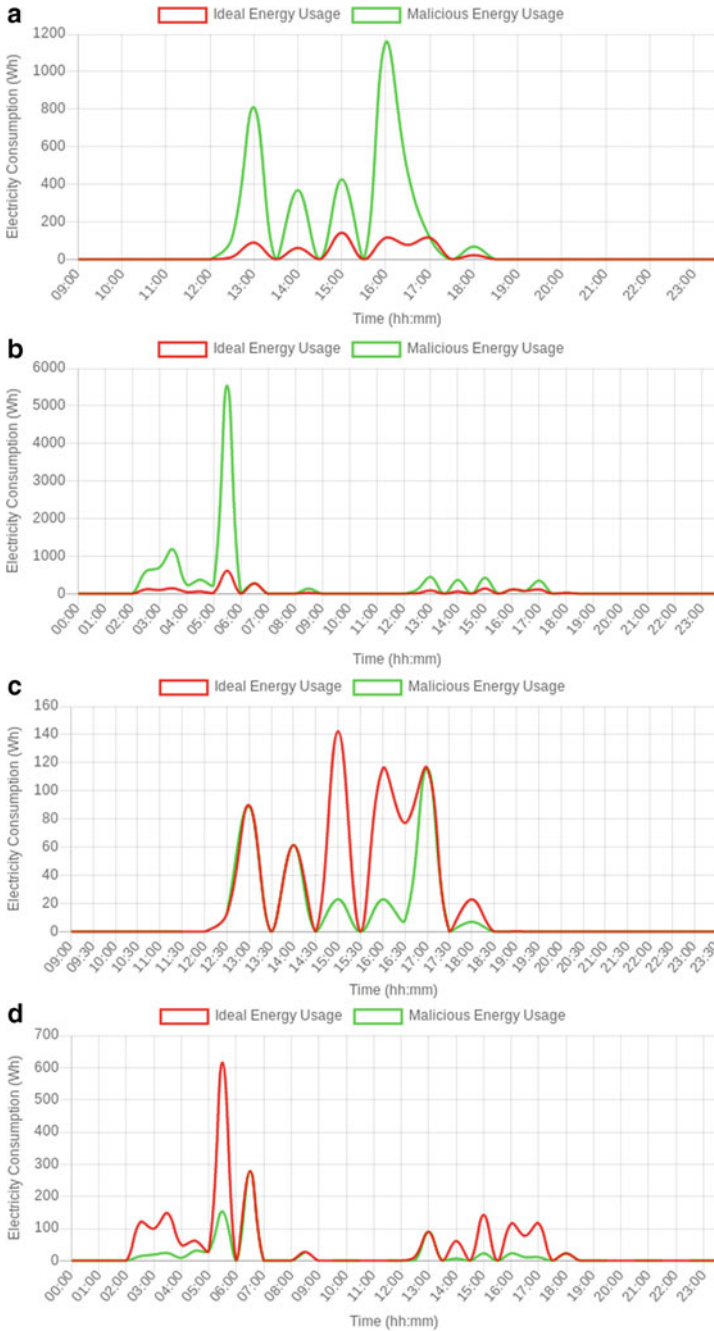 a
Ideal Energy Usage Malicious Energy Usage
1200
1000
800
600
400
200
0
Electricity Consumption (Wh)
09:00 10:00 11:00 12:00 13:00 14:00 15:00 16:00 17:00 18:00 19:00 20:00 21:00 22:00 23:00
Time (hh:mm)
b
Ideal Energy Usage Malicious Energy Usage
6000
5000
4000
3000
2000
1000
0
Electricity Consumption (Wh)
00:00 01:00 02:00 03:00 04:00 05:00 06:00 07:00 08:00 09:00 10:00 11:00 12:00 13:00 14:00 15:00 16:00 17:00 18:00 19:00 20:00 21:00 22:00 23:00
Time (hh:mm)
c
Ideal Energy Usage Malicious Energy Usage
160
140
120
100
80
60
40
20
0
Electricity Consumption (Wh)
09:00 09:30 10:00 10:30 11:00 11:30 12:00 12:30 13:00 13:30 14:00 14:30 15:00 15:30 16:00 16:30 17:00 17:30 18:00 18:30 19:00 19:30 20:00 20:30 21:00 21:30 22:00 22:30 23:00 23:30
Time (hh:mm)
d
Ideal Energy Usage Malicious Energy Usage
700
600
500
400
300
200
100
0
Electricity Consumption (Wh)
00:00 01:00 02:00 03:00 04:00 05:00 06:00 07:00 08:00 09:00 10:00 11:00 12:00 13:00 14:00 15:00 16:00 17:00 18:00 19:00 20:00 21:00 22:00 23:00
Time (hh:mm)